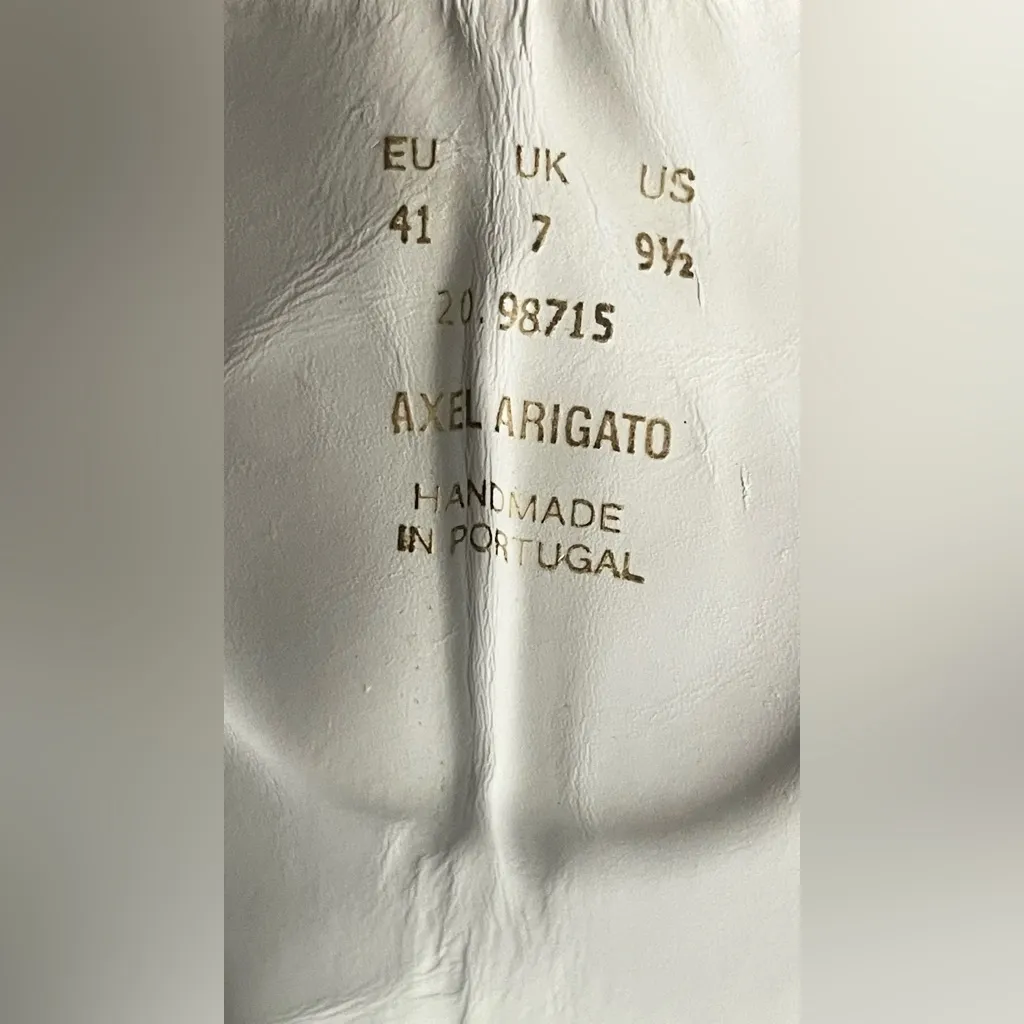 EU UK US
41 7 9½
20.98715
AXEL ARIGATO
HANDMADE
IN PORTUGAL